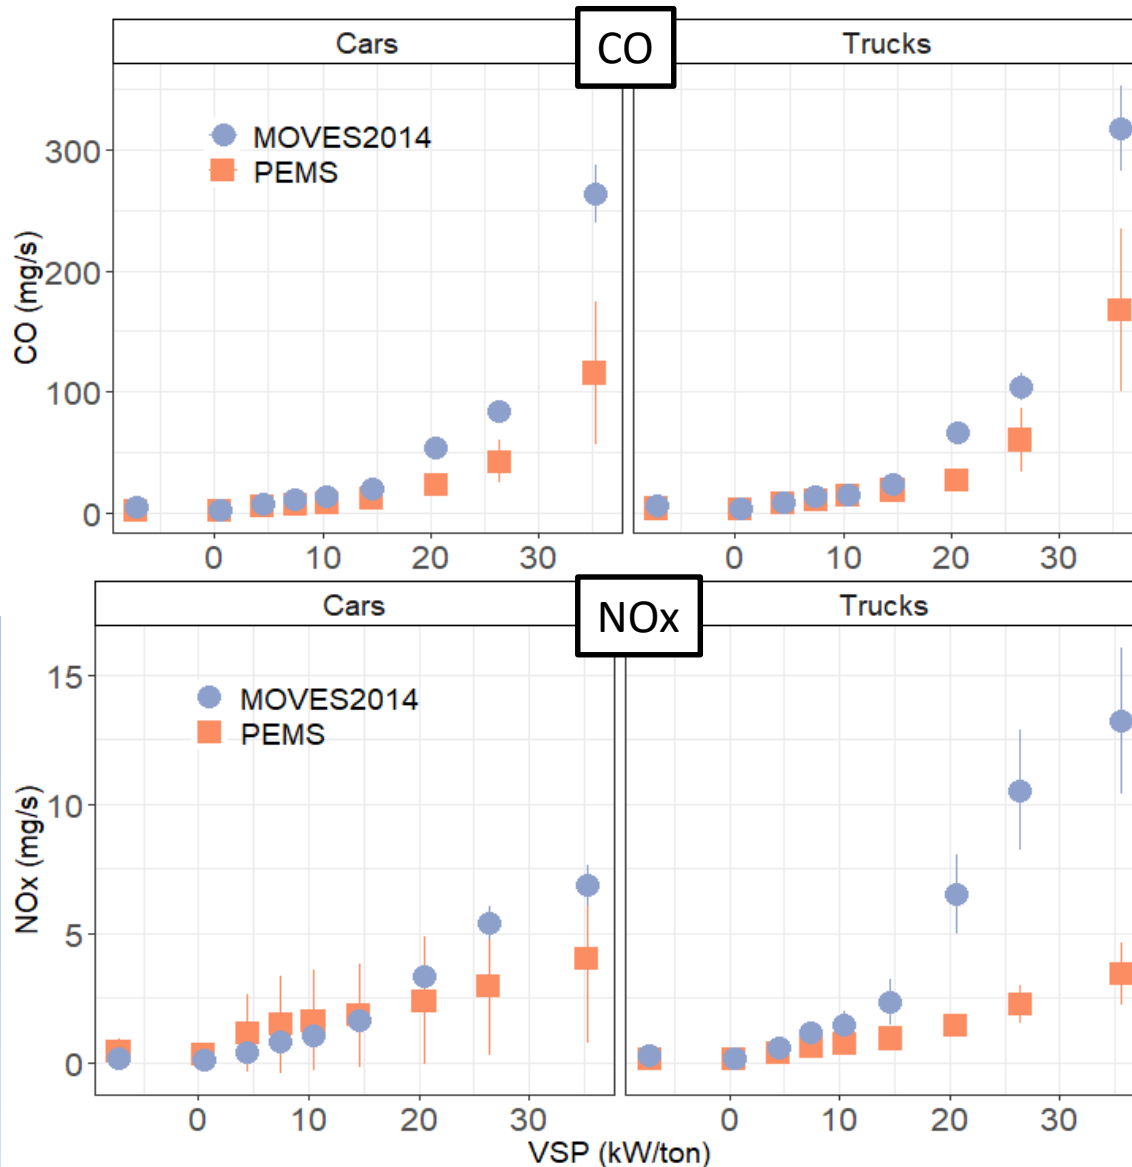 CO
Cars
Trucks
MOVES2014
PEMS
CO (mg/s)
300
200
100
0
0 10 20 30
0 10 20 30
NOx
Cars
Trucks
MOVES2014
PEMS
NOx (mg/s)
15
10
5
0
0 10 20 30
0 10 20 30
VSP (kW/ton)